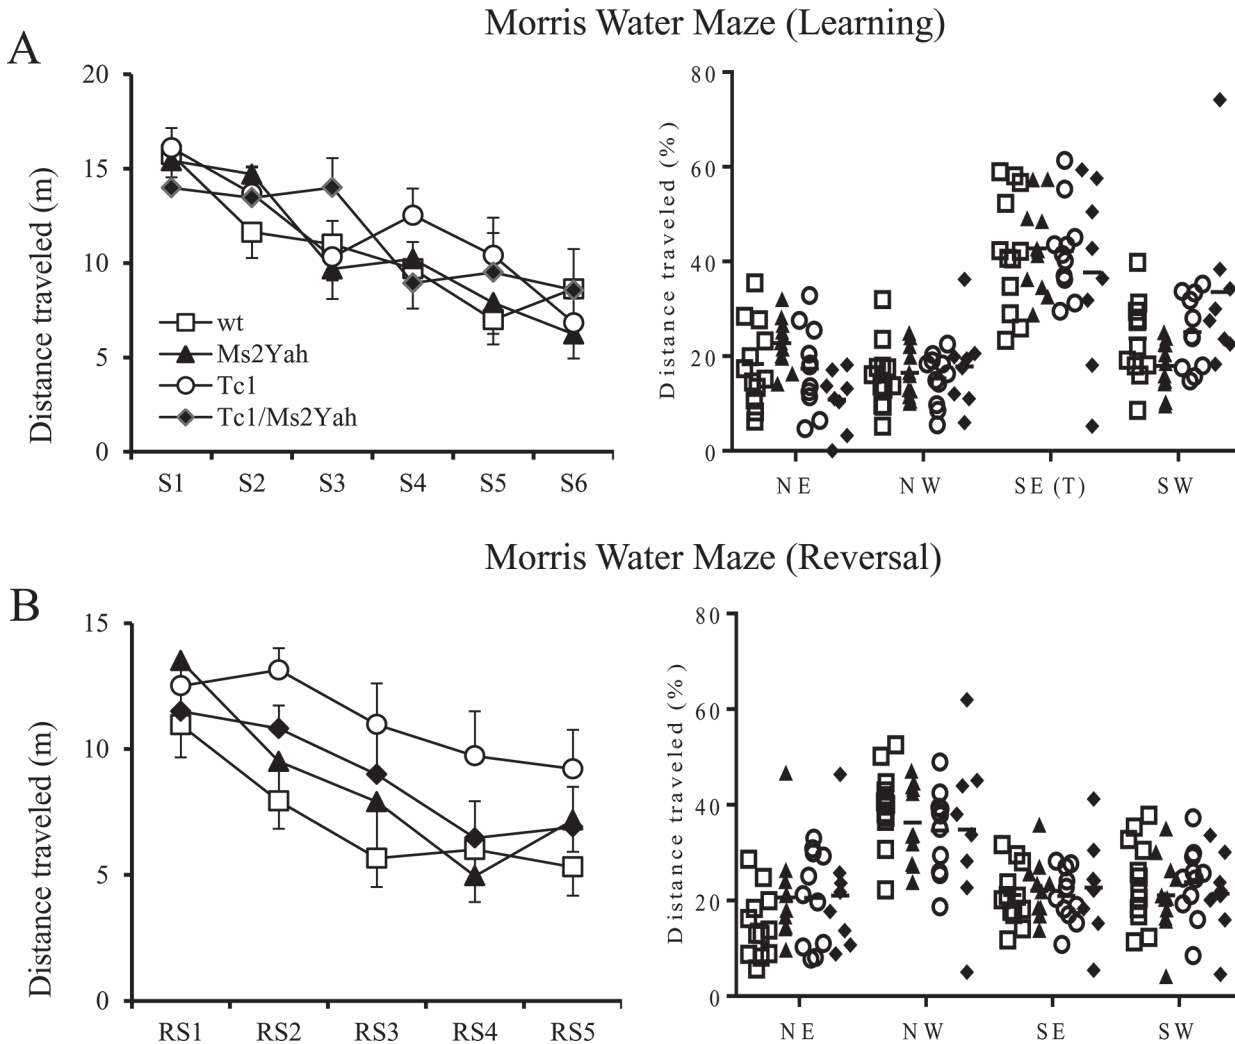 Morris Water Maze (Learning)
A
Distance traveled (m)
20
15
10
5
0
wt
Ms2Yah
Tc1
Tc1/Ms2Yah
S1 S2 S3 S4 S5 S6
Distance traveled (%)
80
60
40
20
0
NE NW SE (T) SW
Morris Water Maze (Reversal)
B
Distance traveled (m)
15
10
5
0
RS1 RS2 RS3 RS4 RS5
Distance traveled (%)
80
60
40
20
0
NE NW SE SW